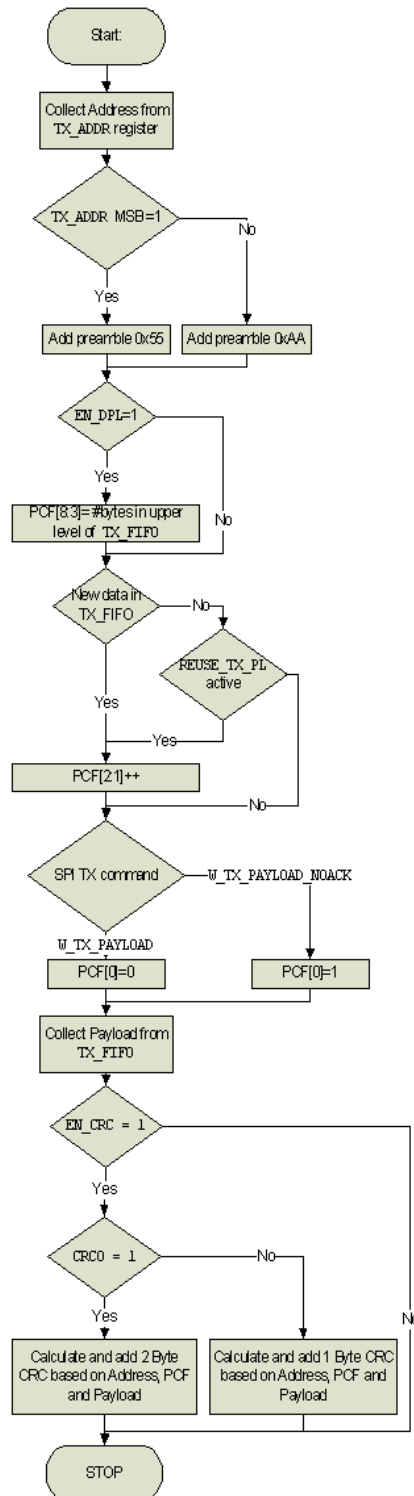 Start:
Collect Address from
TX_ADDR register
TX_ADDR MSB=1
No
Yes
Add preamble 0x55
Add preamble 0xAA
EN_DPL=1
Yes
No
PCF[8:3]= #bytes in upper
level of TX_FIFO
New data in
TX_FIFO
No
REUSE_TX_PL
active
Yes
Yes
PCF[2:1]++
No
SPI TX command
W_TX_PAYLOAD_NOACK
W_TX_PAYLOAD
PCF[0]=0
PCF[0]=1
Collect Payload from
TX_FIFO
EN_CRC = 1
Yes
No
CRCO = 1
No
Yes
Calculate and add 2 Byte
CRC based on Address, PCF
and Payload
Calculate and add 1 Byte CRC
based on Address, PCF and
Payload
STOP